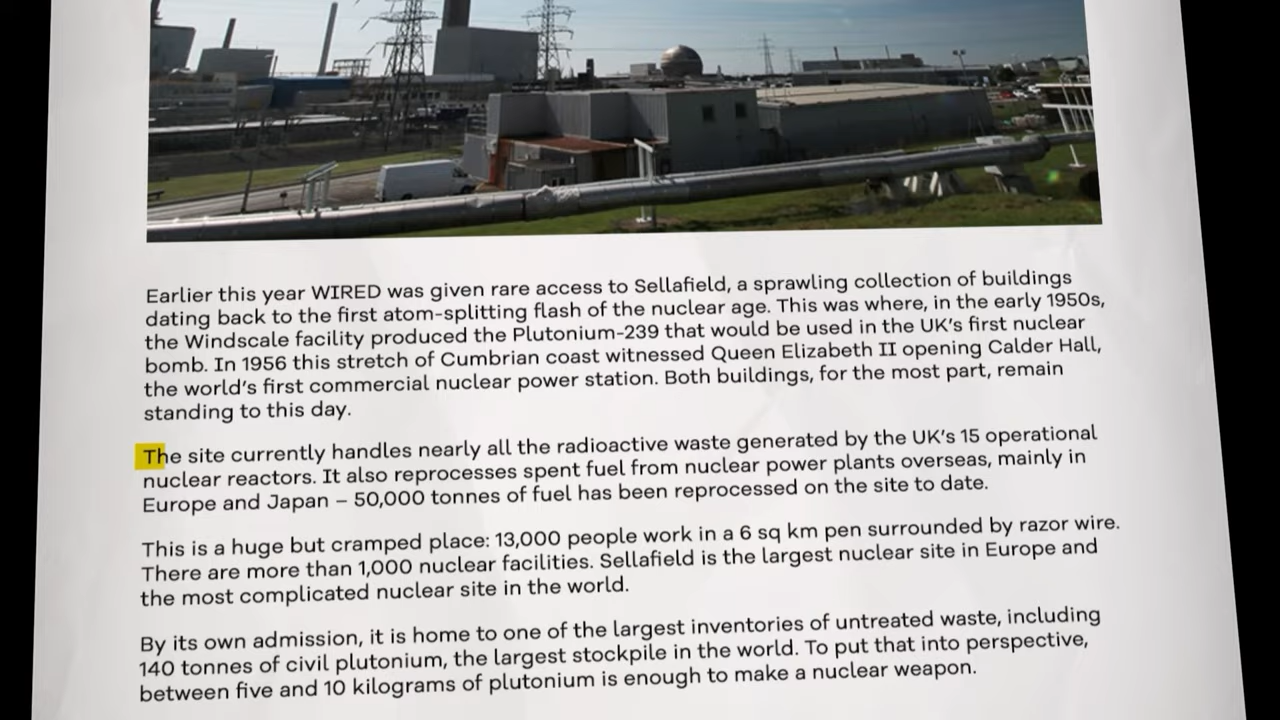 Earlier this year WIRED was given rare access to Sellafield, a sprawling collection of buildings
dating back to the first atom-splitting flash of the nuclear age. This was where, in the early 1950s,
the Windscale facility produced the Plutonium-239 that would be used in the UK's first nuclear
bomb. In 1956 this stretch of Cumbrian coast witnessed Queen Elizabeth II opening Calder Hall,
the world's first commercial nuclear power station. Both buildings, for the most part, remain
standing to this day.
The site currently handles nearly all the radioactive waste generated by the UK's 15 operational
nuclear reactors. It also reprocesses spent fuel from nuclear power plants overseas, mainly in
Europe and Japan – 50,000 tonnes of fuel has been reprocessed on the site to date.
This is a huge but cramped place: 13,000 people work in a 6 sq km pen surrounded by razor wire.
There are more than 1,000 nuclear facilities. Sellafield is the largest nuclear site in Europe and
the most complicated nuclear site in the world.
By its own admission, it is home to one of the largest inventories of untreated waste, including
140 tonnes of civil plutonium, the largest stockpile in the world. To put that into perspective,
between five and 10 kilograms of plutonium is enough to make a nuclear weapon.